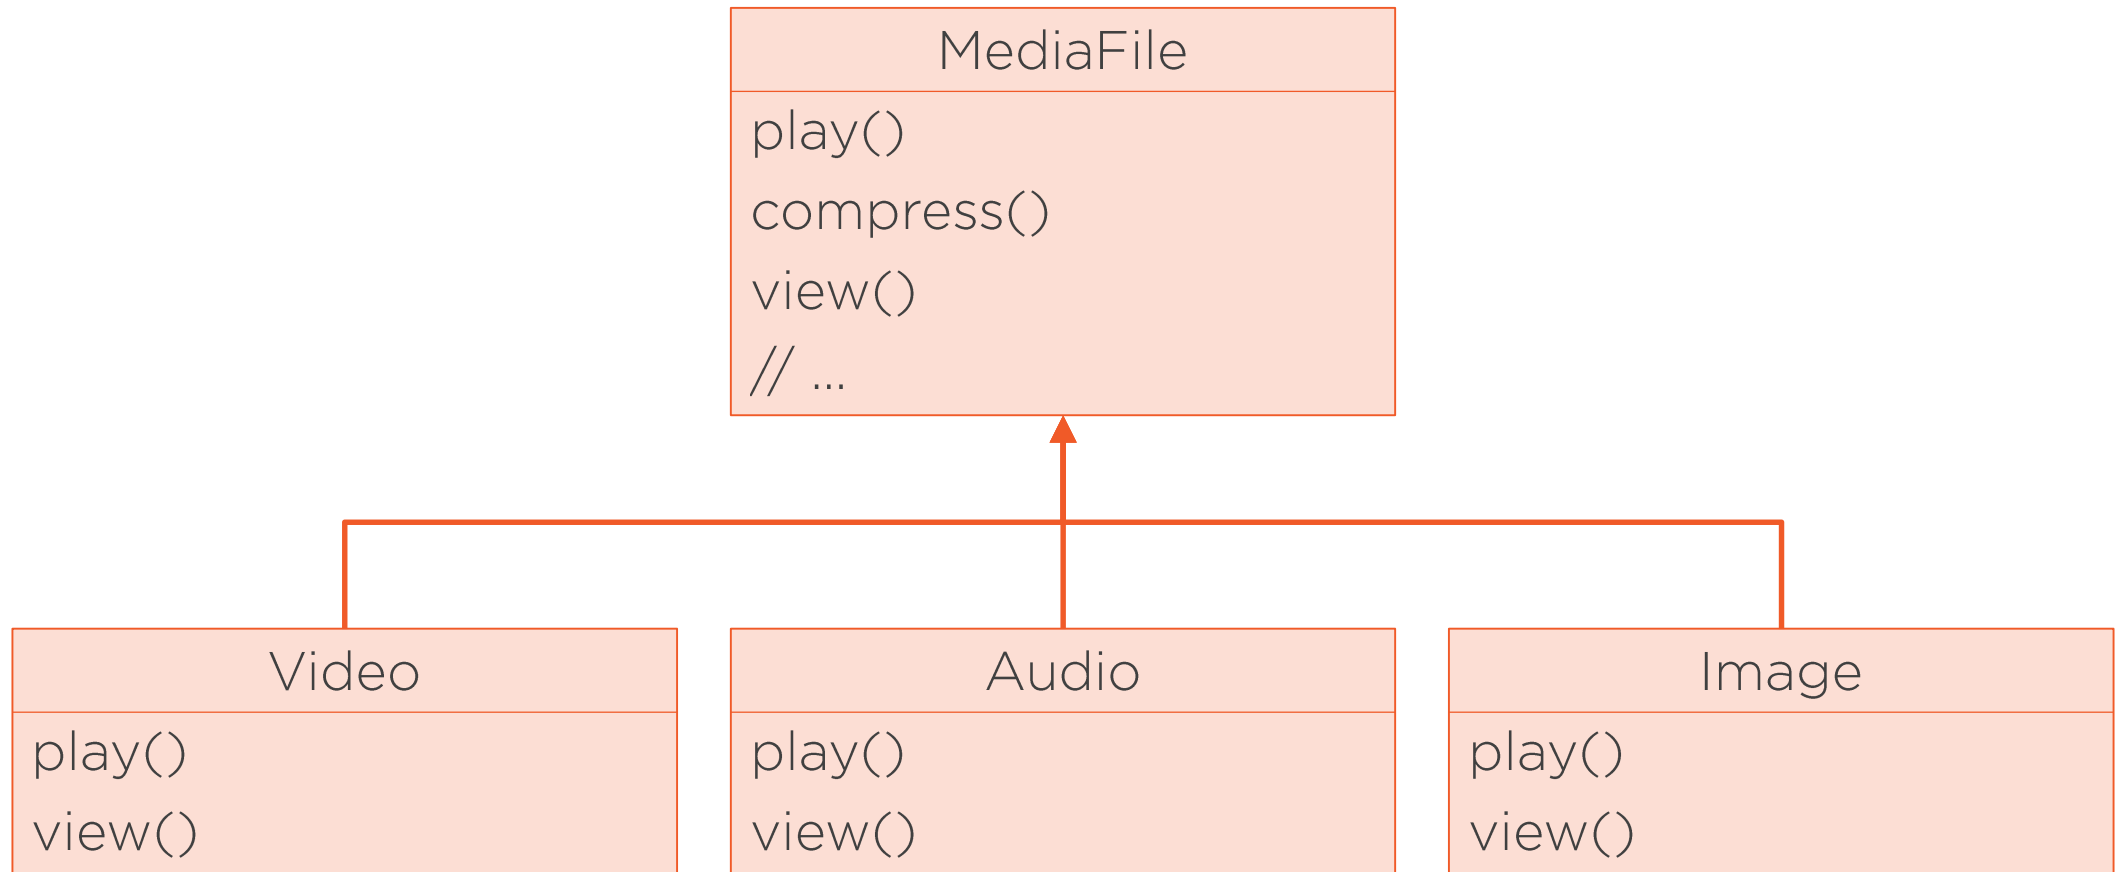 MediaFile
play()
compress()
view()
// ...
Video
play()
view()
Audio
play()
view()
Image
play()
view()